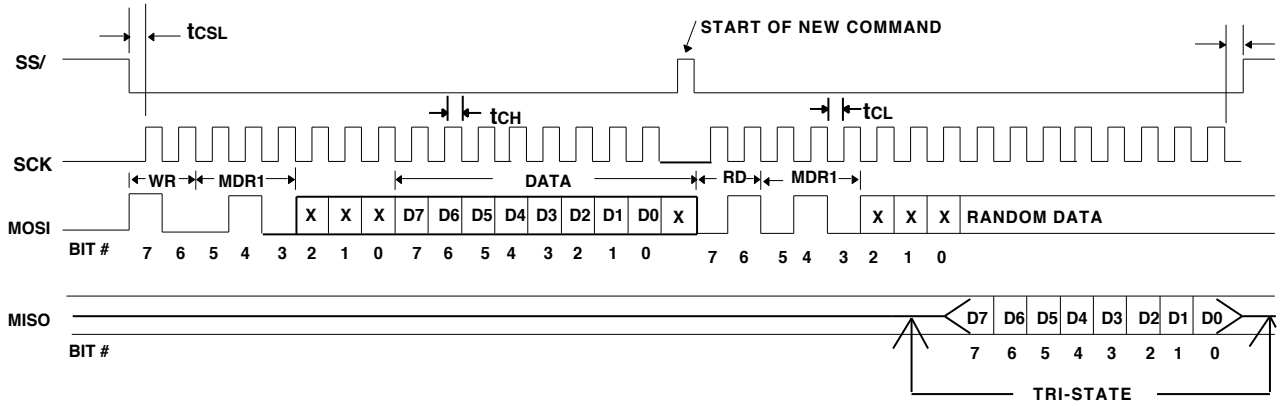 tCSL
START OF NEW COMMAND
SS/
tCH
tCL
SCK
WR MDR1 DATA RD MDR1
MOSI X X X D7 D6 D5 D4 D3 D2 D1 D0 X X X X RANDOM DATA
BIT # 7 6 5 4 3 2 1 0 7 6 5 4 3 2 1 0 7 6 5 4 3 2 1 0
MISO D7 D6 D5 D4 D3 D2 D1 D0
BIT # 7 6 5 4 3 2 1 0
TRI-STATE